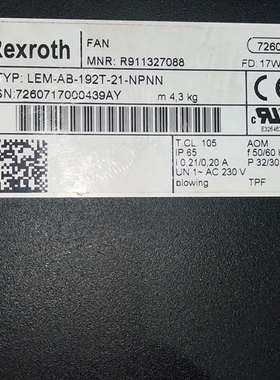 Rexroth
FAN
MNR: R911327088
7260
FD: 17W
TYP: LEM-AB-192T-21-NPNN
SN:7260717000439AY
m 4,3 kg
T CL 105
AOM
IP 65
f 50/60 H
I 0,21/0,20 A
P 32/30
UN 1~ AC 230 V
blowing
TPF